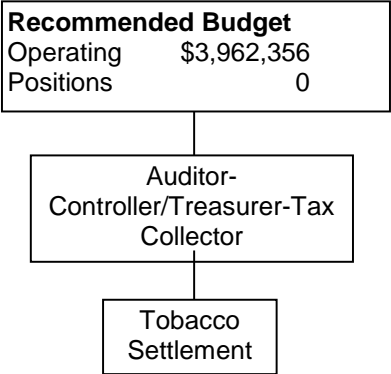 Recommended Budget
Operating $3,962,356
Positions 0
Auditor-
Controller/Treasurer-Tax
Collector
Tobacco
Settlement